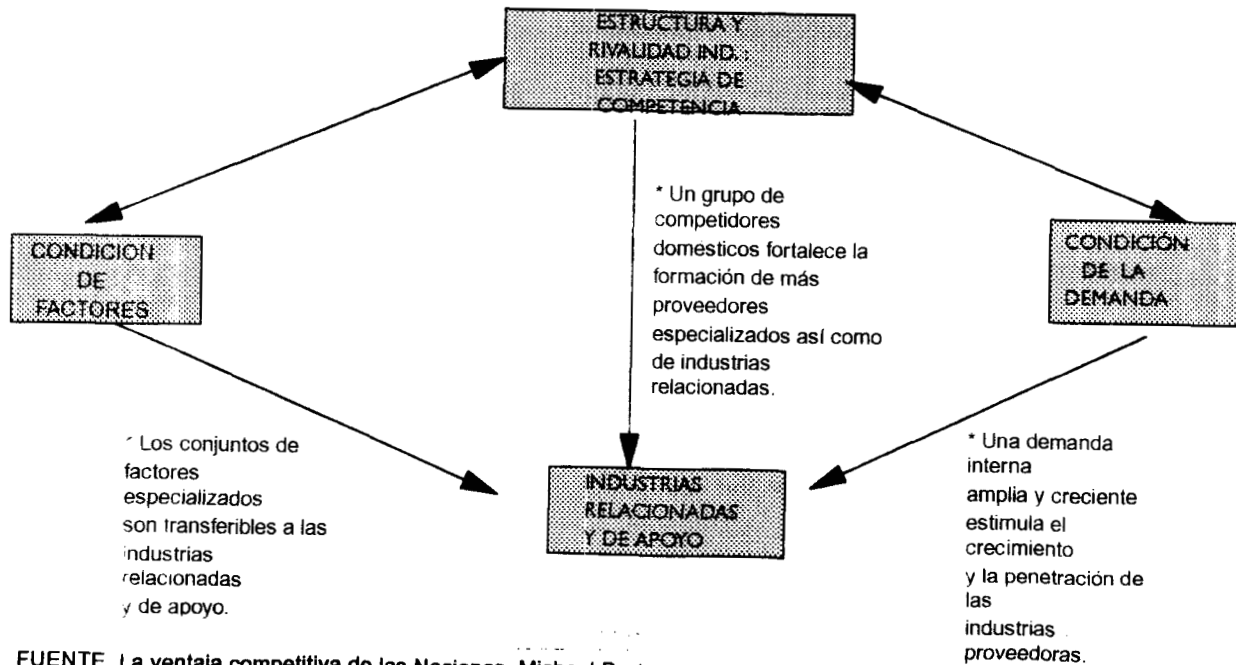 ESTRUCTURA Y
RIVALIDAD IND. :
ESTRATEGIA DE
COMPETENCIA
CONDICION
DE
FACTORES
* Un grupo de
competidores
domesticos fortalece la
formación de más
proveedores
especializados así como
de industrias
relacionadas.
CONDICIÓN
DE LA
DEMANDA
Los conjuntos de
factores
especializados
son transferibles a las
industrias
relacionadas
y de apoyo.
INDUSTRIAS
RELACIONADAS
Y DE APOYO
* Una demanda
interna
amplia y creciente
estimula el
crecimiento
y la penetración de
las
industrias
proveedoras.
FUENTE La ventaja competitiva de las Naciones.